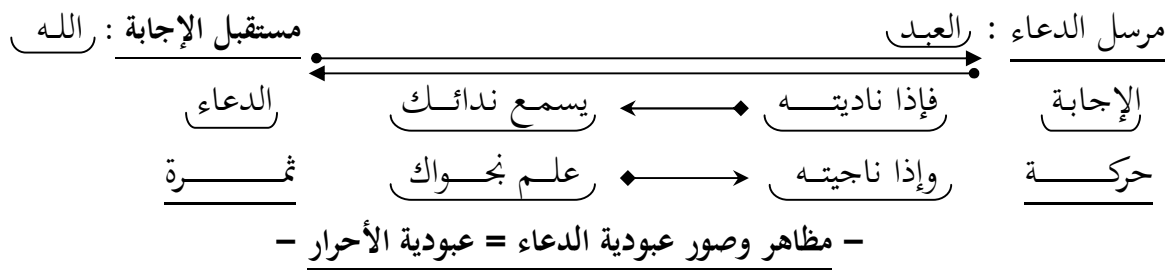 مرسل الدعاء : العبد مستقبل الإجابة : الله
الإجابة فإذا ناديته يسمع ندائك الدعاء
حركة وإذا ناجيته علم نجواك ثمرة
– مظاهر وصور عبودية الدعاء = عبودية الأحرار –